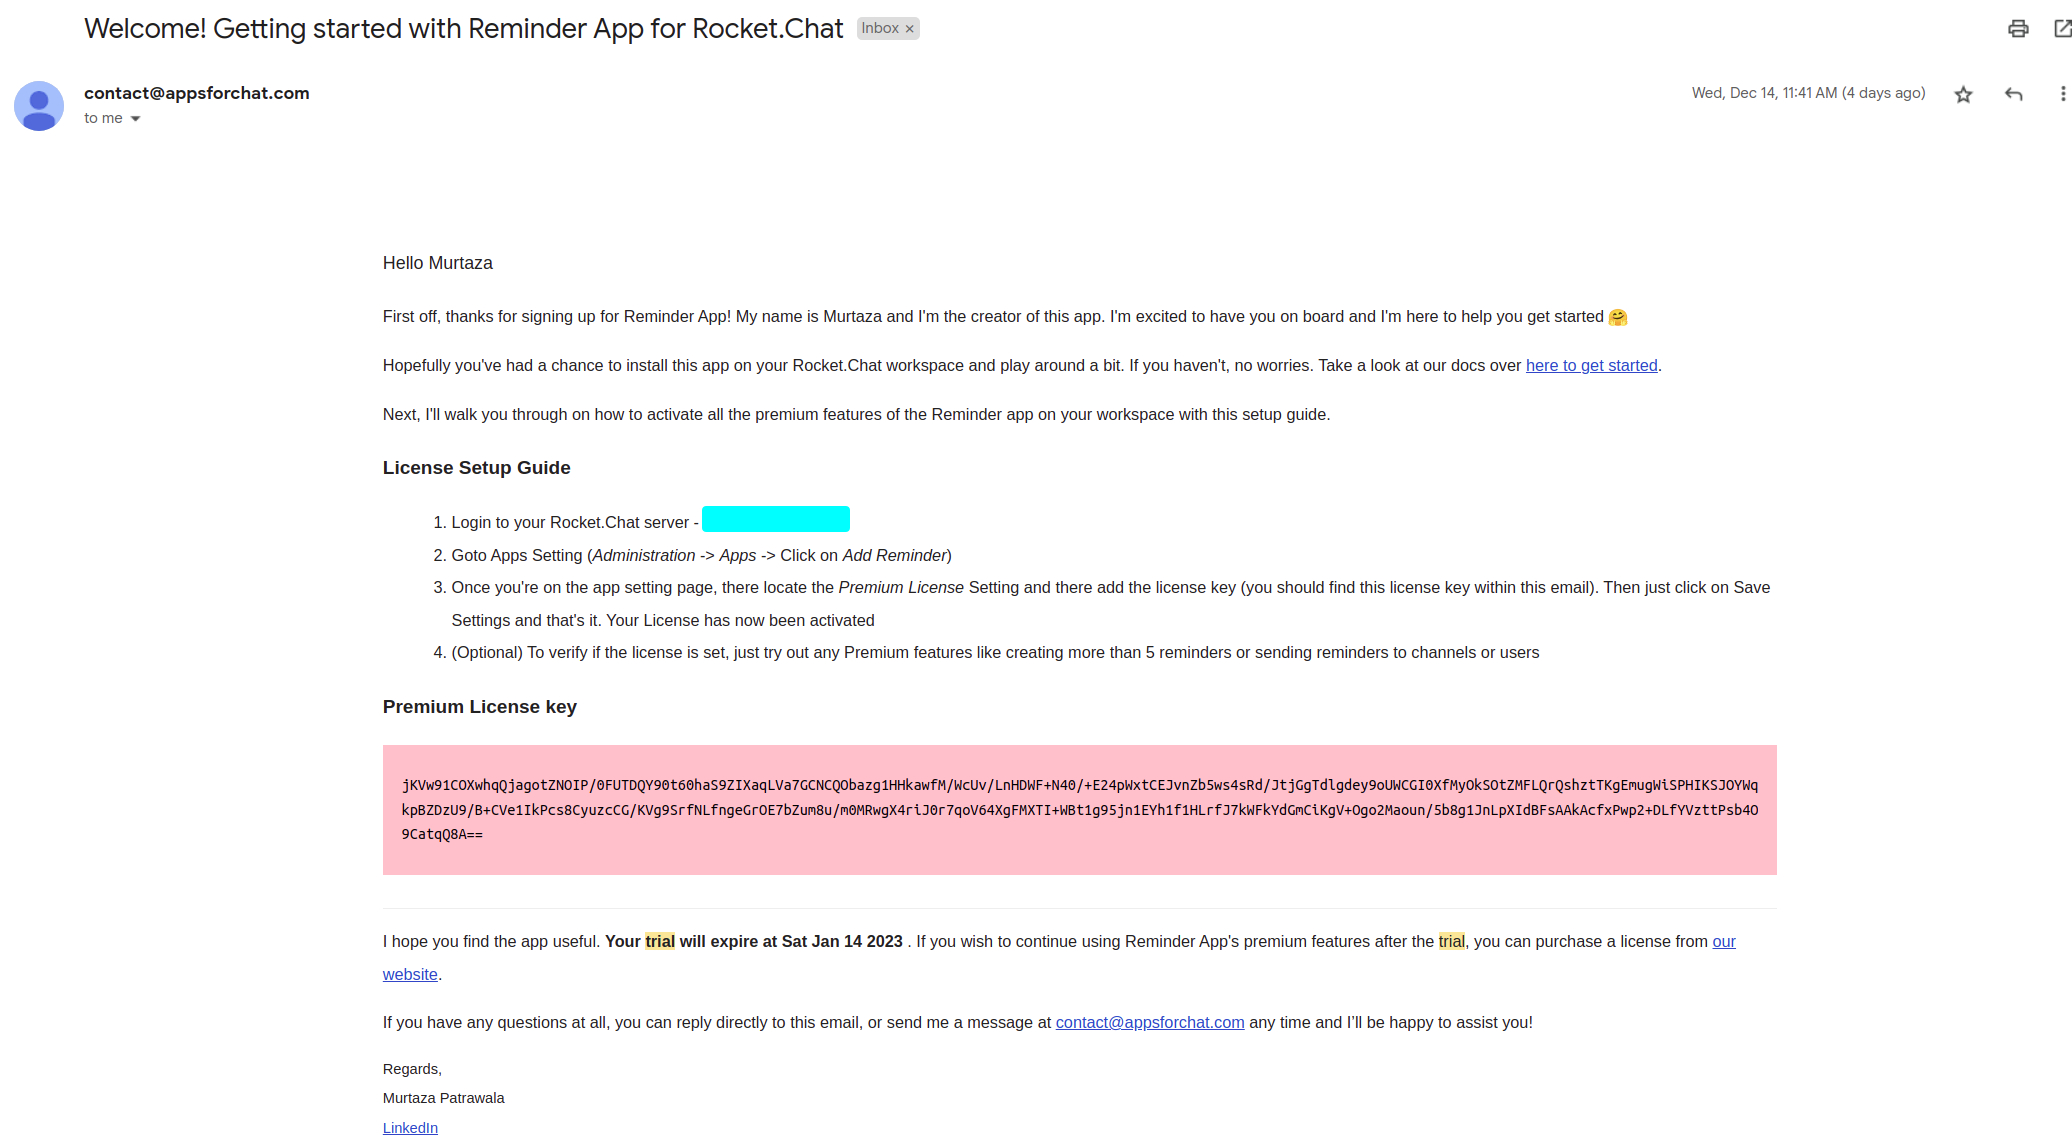 Welcome! Getting started with Reminder App for Rocket.Chat Inbox ×
contact@appsforchat.com Wed, Dec 14, 11:41 AM (4 days ago)
to me
Hello Murtaza
First off, thanks for signing up for Reminder App! My name is Murtaza and I'm the creator of this app. I'm excited to have you on board and I'm here to help you get started 🤗
Hopefully you've had a chance to install this app on your Rocket.Chat workspace and play around a bit. If you haven't, no worries. Take a look at our docs over here to get started.
Next, I'll walk you through on how to activate all the premium features of the Reminder app on your workspace with this setup guide.
License Setup Guide
1. Login to your Rocket.Chat server -
2. Goto Apps Setting (Administration -> Apps -> Click on Add Reminder)
3. Once you're on the app setting page, there locate the Premium License Setting and there add the license key (you should find this license key within this email). Then just click on Save
Settings and that's it. Your License has now been activated
4. (Optional) To verify if the license is set, just try out any Premium features like creating more than 5 reminders or sending reminders to channels or users
Premium License key
jKVw91COXwhqQjagotZNOIP/0FUTDQY90t60haS9ZIXaqLVa7GCNCQObazg1HHkawfM/WcUv/LnHDWF+N40/+E24pWxtCEJvnZb5ws4sRd/JtjGgTdlgdey9oUWCGI0XfMyOkSOtZMFLQrQshztTKgEmugWiSPHIKSJOYWq
kpBZDzU9/B+CVe1IkPcs8CyuzcCG/KVg9SrfNLfngeGrOE7bZum8u/m0MRwgX4riJ0r7qoV64XgFMXTI+WBt1g95jn1EYh1f1HLrfJ7kWFkYdGmCiKgV+Ogo2Maoun/5b8g1JnLpXIdBFsAAkAcfxPwp2+DLfYVzttPsb4O
9CatqQ8A==
I hope you find the app useful. Your trial will expire at Sat Jan 14 2023 . If you wish to continue using Reminder App's premium features after the trial, you can purchase a license from our
website.
If you have any questions at all, you can reply directly to this email, or send me a message at contact@appsforchat.com any time and I’ll be happy to assist you!
Regards,
Murtaza Patrawala
LinkedIn